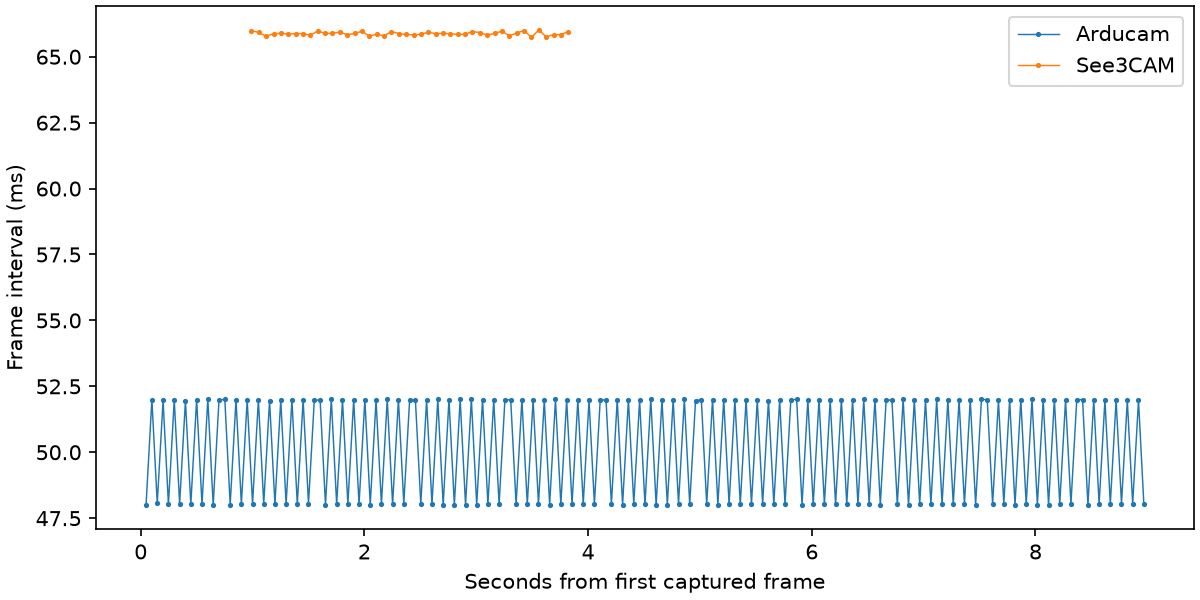 Arducam
See3CAM
65.0
62.5
60.0
57.5
55.0
52.5
50.0
47.5
Frame interval (ms)
0 2 4 6 8
Seconds from first captured frame